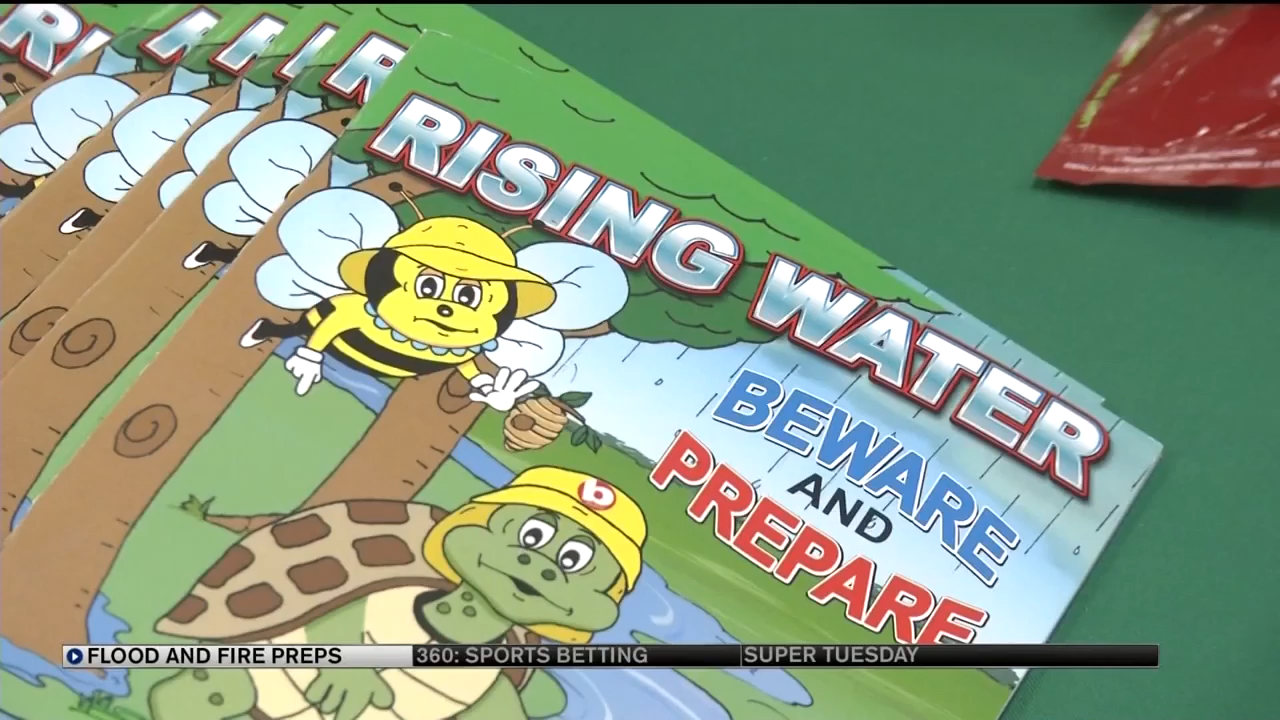 RISING WATER
BEWARE
AND
PREPARE
b
FLOOD AND FIRE PREPS
360: SPORTS BETTING
SUPER TUESDAY